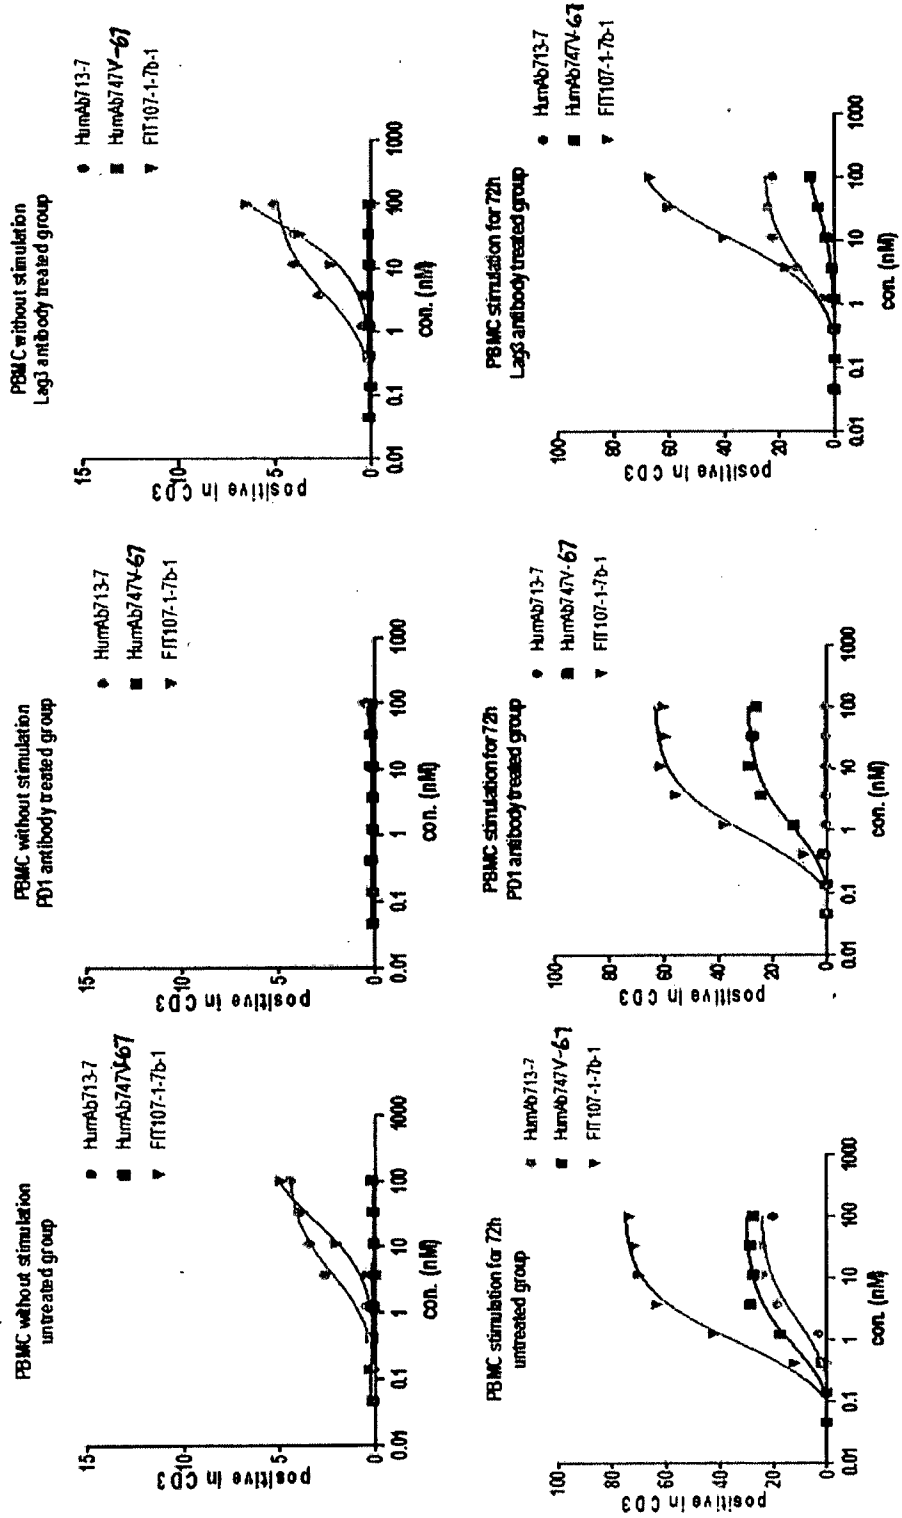 PBMC without stimulation
untreated group
HumAb713-7
HumAb747V-67
FIT107-1-7b-1
positive in CD3
15
10
5
0
0.01 0.1 1 10 100 1000
con. (nM)
PBMC without stimulation
PD1 antibody treated group
HumAb713-7
HumAb747V-67
FIT107-1-7b-1
positive in CD3
15
10
5
0
0.01 0.1 1 10 100 1000
con. (nM)
PBMC without stimulation
Lag3 antibody treated group
HumAb713-7
HumAb747V-67
FIT107-1-7b-1
positive in CD3
15
10
5
0
0.01 0.1 1 10 100 1000
con. (nM)
PBMC stimulation for 72h
untreated group
HumAb713-7
HumAb747V-67
FIT107-1-7b-1
positive in CD3
100
80
60
40
20
0
0.01 0.1 1 10 100 1000
con. (nM)
PBMC stimulation for 72h
PD1 antibody treated group
HumAb713-7
HumAb747V-67
FIT107-1-7b-1
positive in CD3
100
80
60
40
20
0
0.01 0.1 1 10 100 1000
con. (nM)
PBMC stimulation for 72h
Lag3 antibody treated group
HumAb713-7
HumAb747V-67
FIT107-1-7b-1
positive in CD3
100
80
60
40
20
0
0.01 0.1 1 10 100 1000
con. (nM)